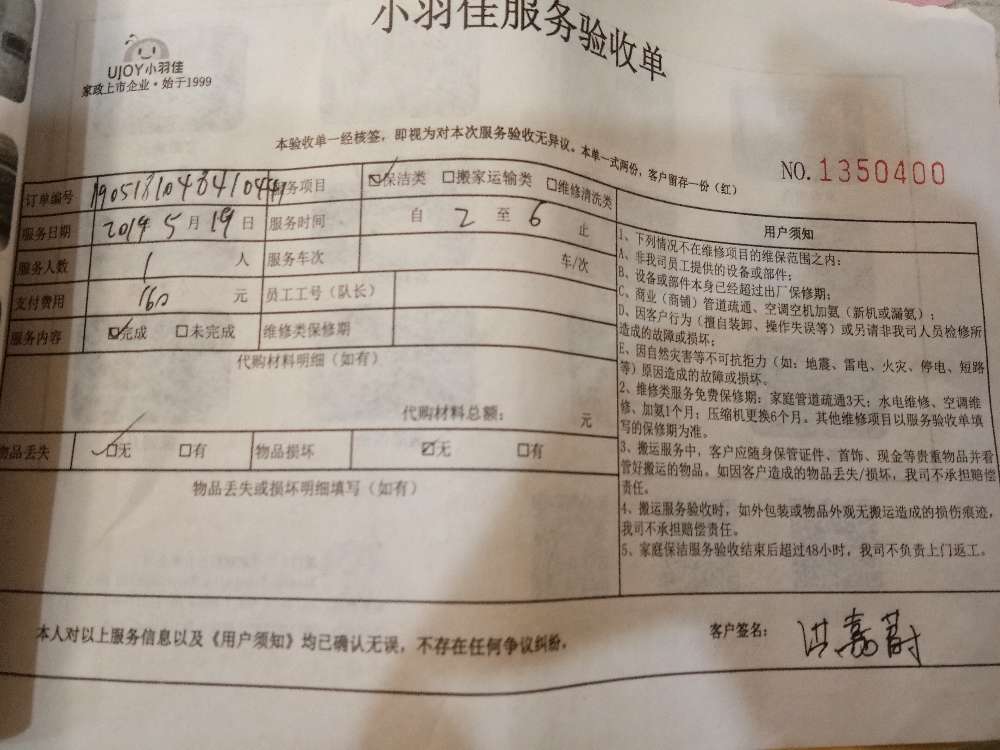 小羽佳服务验收单
UJOY小羽佳
家政上市企业·始于1999
本验收单一经核签，即视为对本次服务验收无异议。本单一式两份，客户留存一份（红）
NO.1350400
订单编号 服务项目 保洁类 搬家运输类 维修清洗类
服务日期 2019 5 月 19 日 服务时间 自 2 至 6 止
服务人数 1 人 服务车次 车/次
支付费用 160 元 员工工号（队长）
服务内容 完成 未完成 维修类保修期
代购材料明细（如有）
代购材料总额： 元
物品丢失 无 有 物品损坏 无 有
物品丢失或损坏明细填写（如有）
用户须知
1、下列情况不在维修项目的维保范围之内：
A、非我司员工提供的设备或部件；
B、设备或部件本身已经超过出厂保修期；
C、商业（商铺）管道疏通、空调空机加氨（新机或漏氨）；
D、因客户行为（擅自装卸、操作失误等）或另请非我司人员检修所
造成的故障或损坏；
E、因自然灾害等不可抗拒力（如：地震、雷电、火灾、停电、短路
等）原因造成的故障或损坏。
2、维修类服务免费保修期：家庭管道疏通3天；水电维修、空调维
修、加氨1个月；压缩机更换6个月。其他维修项目以服务验收单填
写的保修期为准。
3、搬运服务中，客户应随身保管证件、首饰、现金等贵重物品并看
管好搬运的物品。如因客户造成的物品丢失/损坏，我司不承担赔偿
责任。
4、搬运服务验收时，如外包装或物品外观无搬运造成的损伤痕迹，
我司不承担赔偿责任。
5、家庭保洁服务验收结束后超过48小时，我司不负责上门返工。
本人对以上服务信息以及《用户须知》均已确认无误，不存在任何争议纠纷。
客户签名： 洪嘉蔚